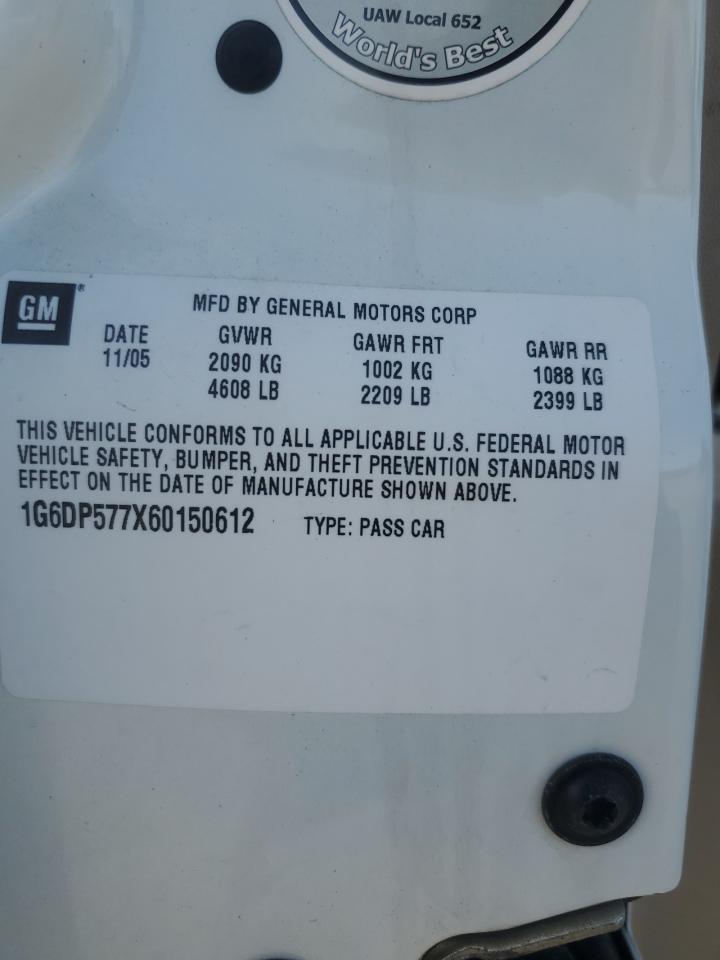 UAW Local 652
World's Best
GM®
MFD BY GENERAL MOTORS CORP
DATE GVWR GAWR FRT GAWR RR
11/05 2090 KG 1002 KG 1088 KG
4608 LB 2209 LB 2399 LB
THIS VEHICLE CONFORMS TO ALL APPLICABLE U.S. FEDERAL MOTOR
VEHICLE SAFETY, BUMPER, AND THEFT PREVENTION STANDARDS IN
EFFECT ON THE DATE OF MANUFACTURE SHOWN ABOVE.
1G6DP577X60150612 TYPE: PASS CAR